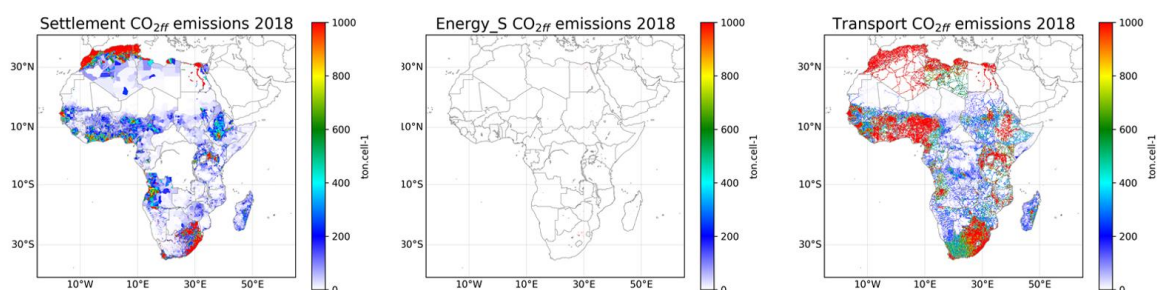 Settlement CO2ff emissions 2018
30°N
10°N
10°S
30°S
10°W 10°E 30°E 50°E
1000
800
600
400
200
0
ton.cell-1
Energy_S CO2ff emissions 2018
30°N
10°N
10°S
30°S
10°W 10°E 30°E 50°E
1000
800
600
400
200
0
ton.cell-1
Transport CO2ff emissions 2018
30°N
10°N
10°S
30°S
10°W 10°E 30°E 50°E
1000
800
600
400
200
0
ton.cell-1